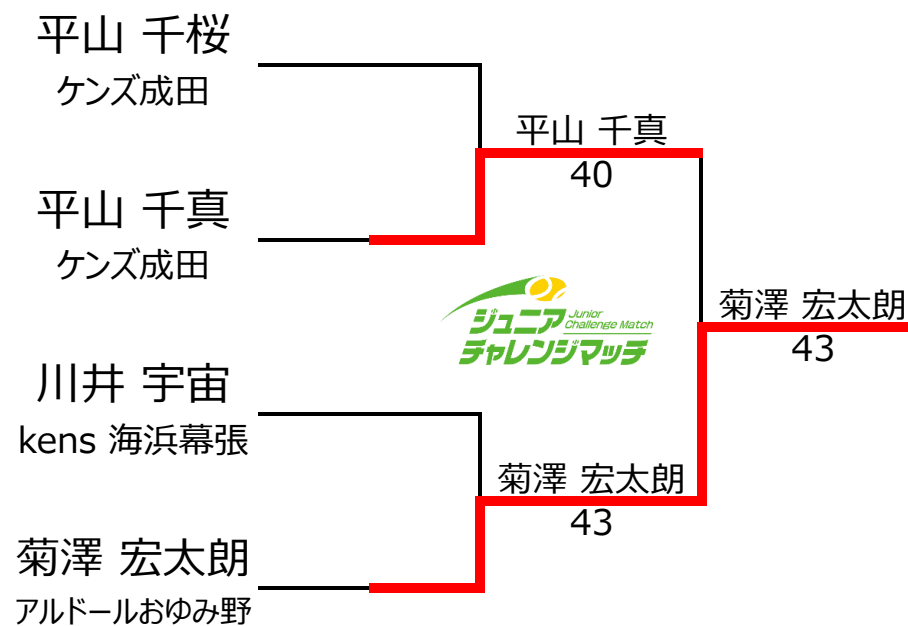 平山 千桜
ケンズ成田
平山 千真
40
平山 千真
ケンズ成田
ジュニア
Junior
Challenge Match
チャレンジマッチ
菊澤 宏太朗
43
川井 宇宙
kens 海浜幕張
菊澤 宏太朗
43
菊澤 宏太朗
アルドールおゆみ野